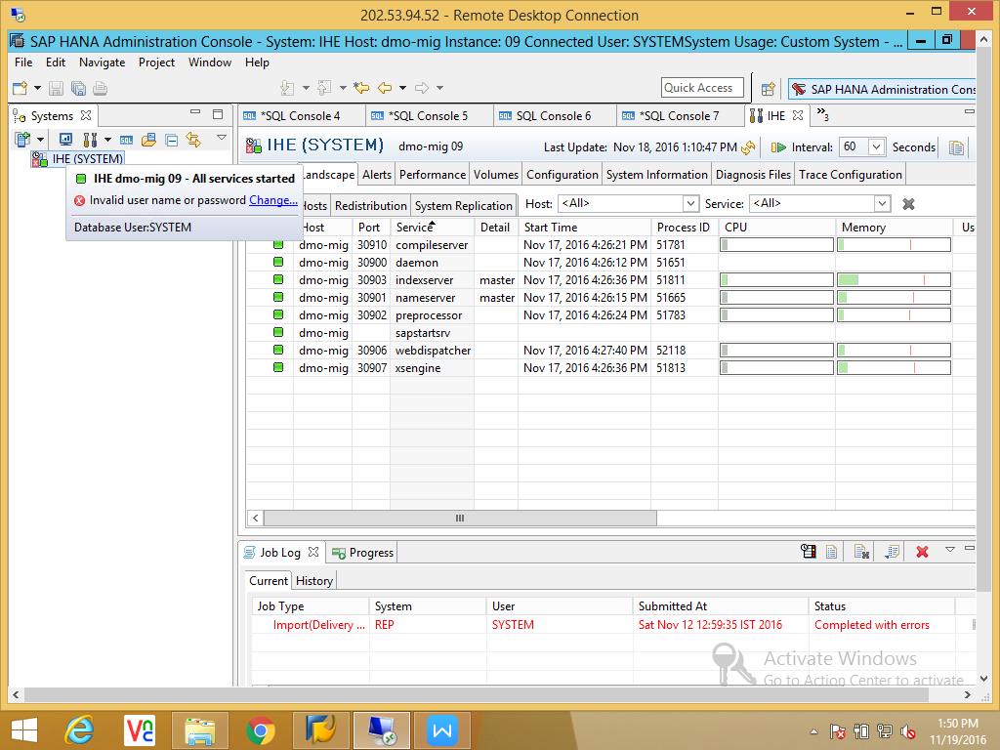 202.53.94.52 - Remote Desktop Connection
SAP HANA Administration Console - System: IHE Host: dmo-mig Instance: 09 Connected User: SYSTEMSystem Usage: Custom System - ...
File Edit Navigate Project Window Help
Quick Access
SAP HANA Administration Cons
Systems
*SQL Console 4
*SQL Console 5
SQL Console 6
*SQL Console 7
IHE
3
IHE (SYSTEM)
IHE (SYSTEM) dmo-mig 09
Last Update: Nov 18, 2016 1:10:47 PM Interval: 60 Seconds
IHE dmo-mig 09 - All services started
Invalid user name or password Change...
Database User:SYSTEM
andscape Alerts Performance Volumes Configuration System Information Diagnosis Files Trace Configuration
Hosts Redistribution System Replication Host: <All> Service: <All>
Host Port Service Detail Start Time Process ID CPU Memory Us
dmo-mig 30910 compileserver Nov 17, 2016 4:26:21 PM 51781
dmo-mig 30900 daemon Nov 17, 2016 4:26:12 PM 51651
dmo-mig 30903 indexserver master Nov 17, 2016 4:26:36 PM 51811
dmo-mig 30901 nameserver master Nov 17, 2016 4:26:15 PM 51665
dmo-mig 30902 preprocessor Nov 17, 2016 4:26:24 PM 51783
dmo-mig sapstartsrv
dmo-mig 30906 webdispatcher Nov 17, 2016 4:27:40 PM 52118
dmo-mig 30907 xsengine Nov 17, 2016 4:26:36 PM 51813
Job Log Progress
Current History
Job Type System User Submitted At Status
Import(Delivery ... REP SYSTEM Sat Nov 12 12:59:35 IST 2016 Completed with errors
Activate Windows
Go to Action Center to activate
1:50 PM
11/19/2016